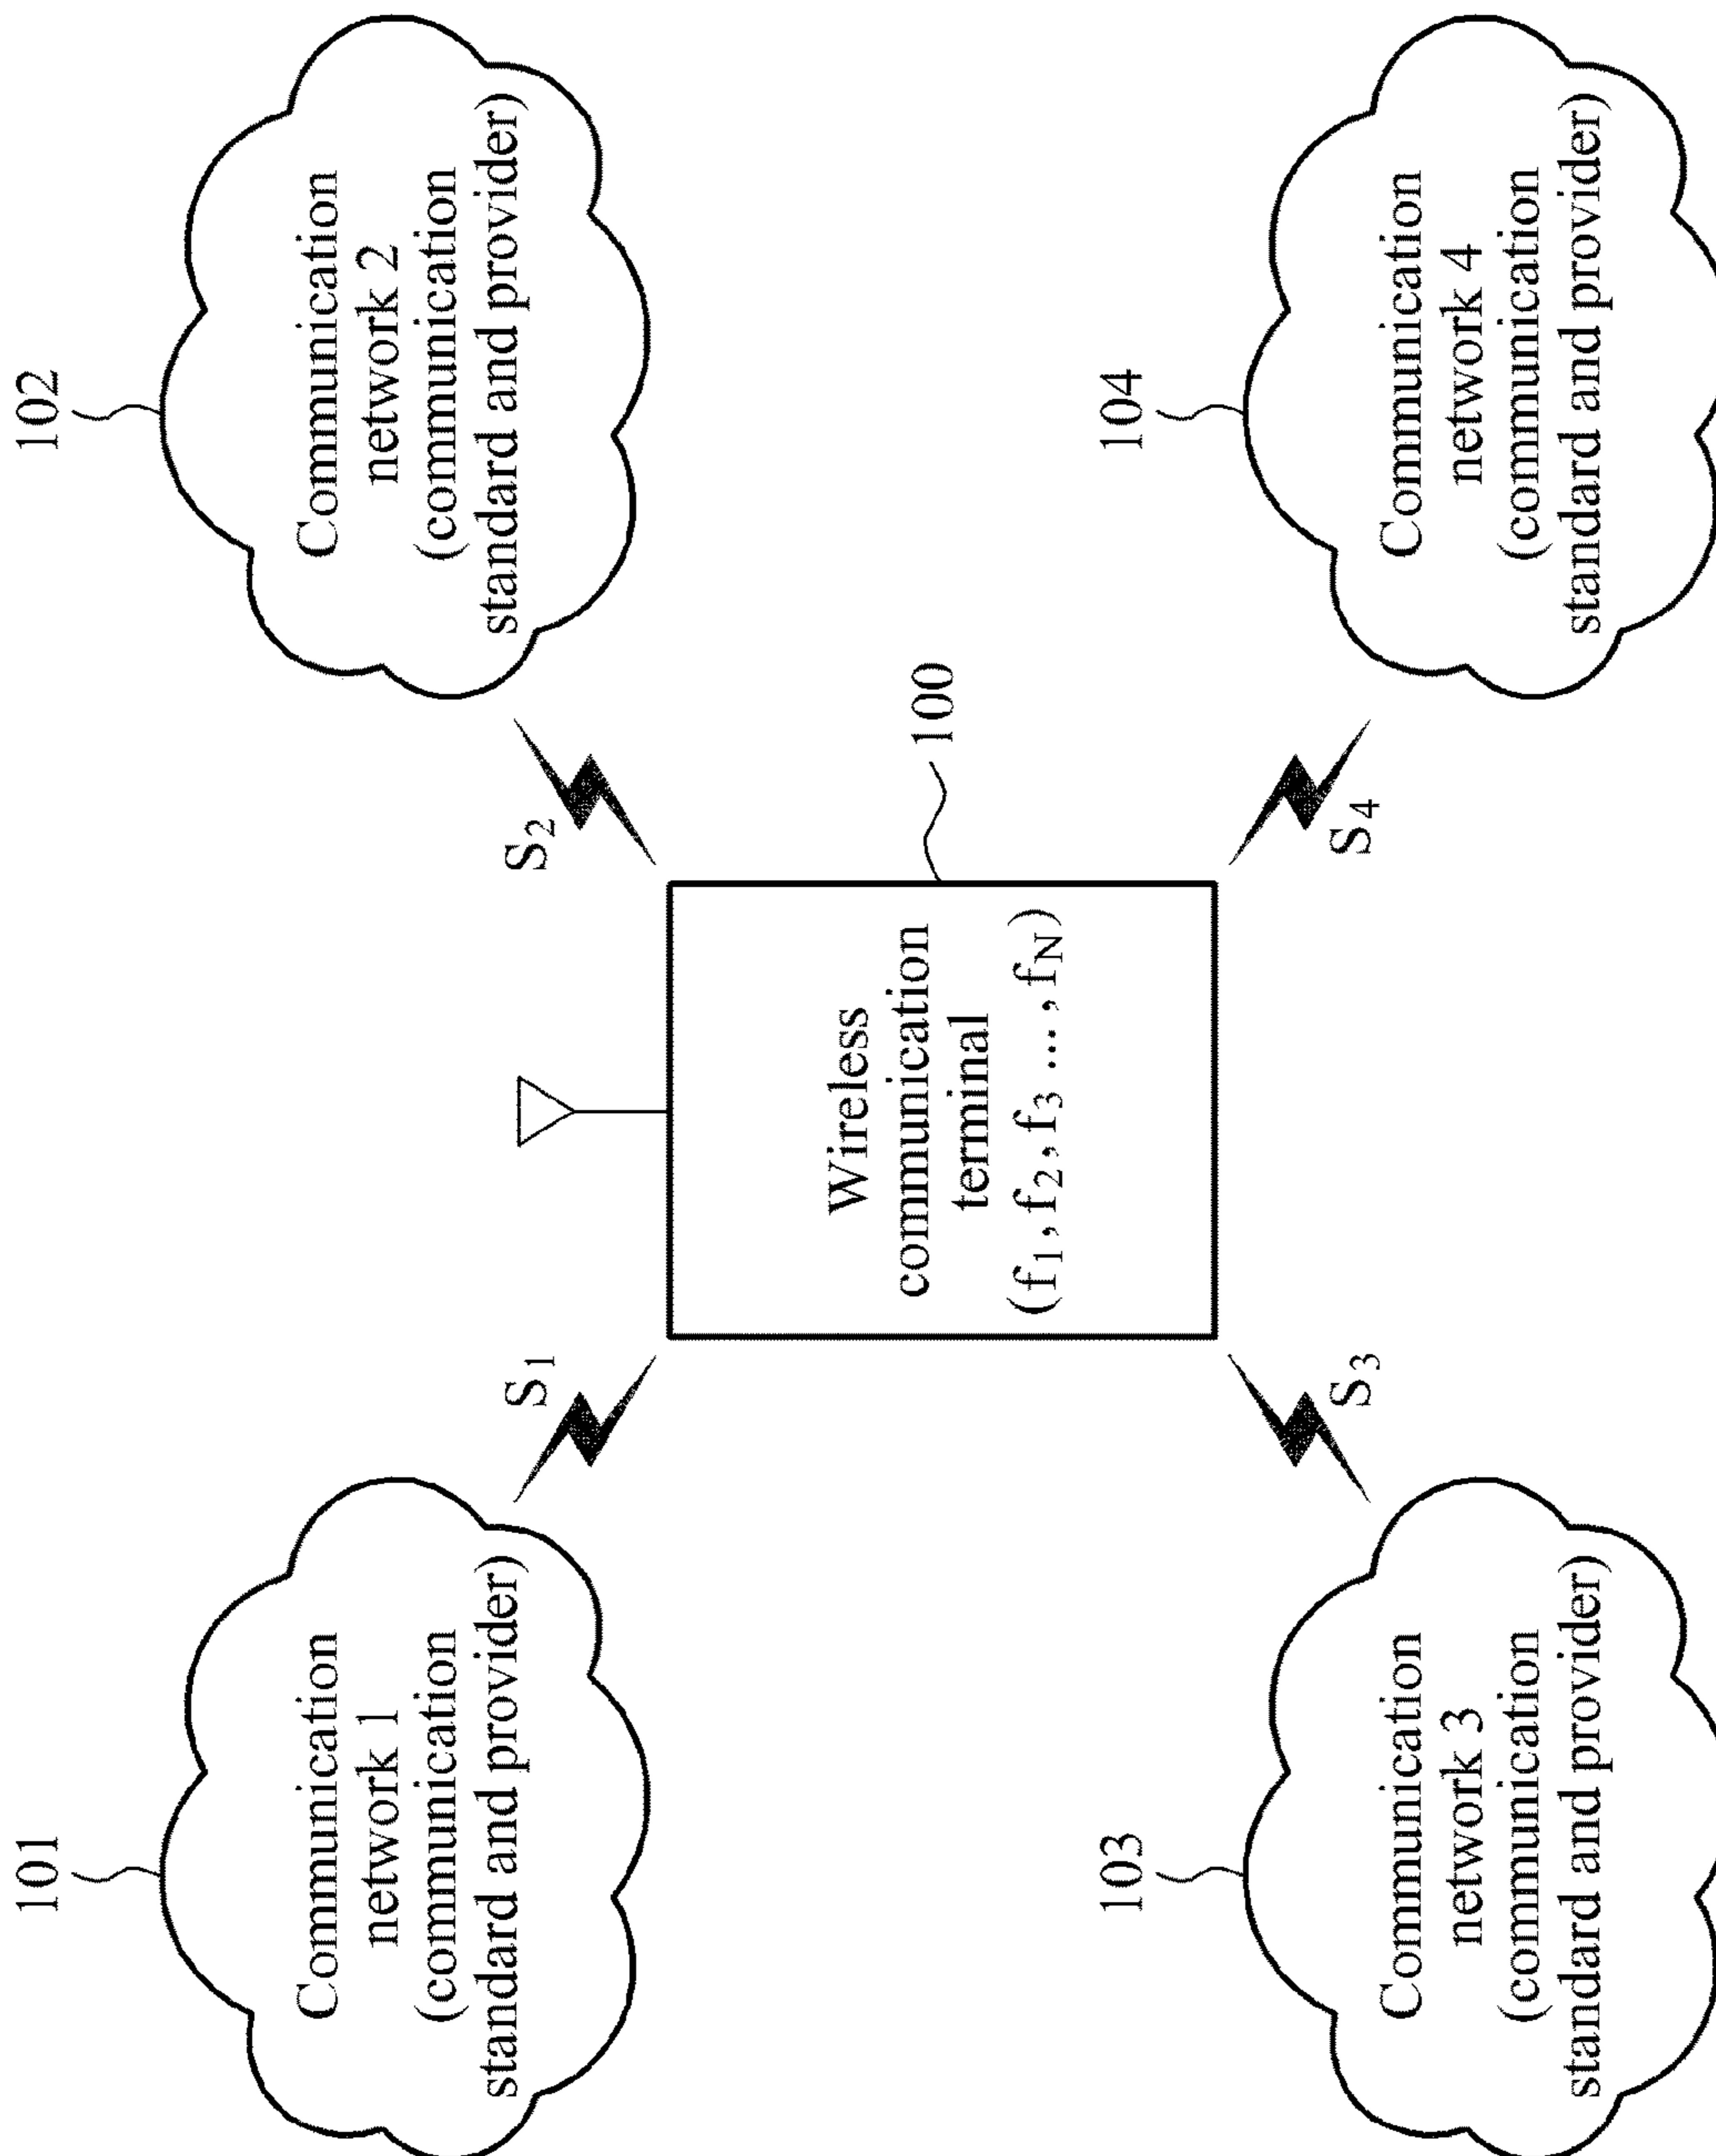 101
Communication
network 1
(communication
standard and provider)
102
Communication
network 2
(communication
standard and provider)
S1
S2
Wireless
communication
terminal
(f1,f2,f3 ...,fN)
100
S3
S4
103
Communication
network 3
(communication
standard and provider)
104
Communication
network 4
(communication
standard and provider)